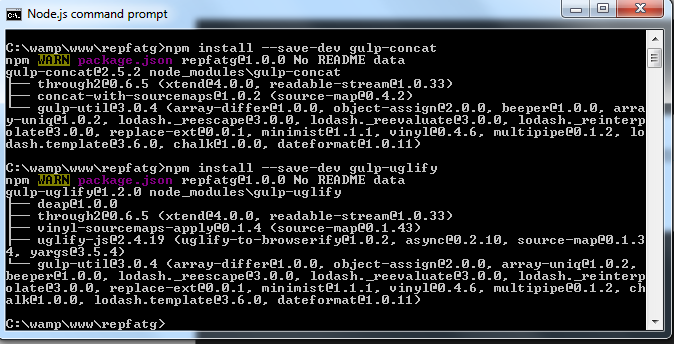 Node.js command prompt
C:\wamp\www\repfatg>npm install --save-dev gulp-concat
npm WARN package.json repfatg@1.0.0 No README data
gulp-concat@2.5.2 node_modules\gulp-concat
├── through2@0.6.5 (xtend@4.0.0, readable-stream@1.0.33)
├── concat-with-sourcemaps@1.0.2 (source-map@0.4.2)
└── gulp-util@3.0.4 (array-differ@1.0.0, object-assign@2.0.0, beeper@1.0.0, arra
y-uniq@1.0.2, lodash._reescape@3.0.0, lodash._reevaluate@3.0.0, lodash._reinterp
olate@3.0.0, replace-ext@0.0.1, minimist@1.1.1, vinyl@0.4.6, multipipe@0.1.2, lo
dash.template@3.6.0, chalk@1.0.0, dateformat@1.0.11)
C:\wamp\www\repfatg>npm install --save-dev gulp-uglify
npm WARN package.json repfatg@1.0.0 No README data
gulp-uglify@1.2.0 node_modules\gulp-uglify
├── deap@1.0.0
├── through2@0.6.5 (xtend@4.0.0, readable-stream@1.0.33)
├── vinyl-sourcemaps-apply@0.1.4 (source-map@0.1.43)
├── uglify-js@2.4.19 (uglify-to-browserify@1.0.2, async@0.2.10, source-map@0.1.3
4, yargs@3.5.4)
└── gulp-util@3.0.4 (array-differ@1.0.0, object-assign@2.0.0, array-uniq@1.0.2,
beeper@1.0.0, lodash._reescape@3.0.0, lodash._reevaluate@3.0.0, lodash._reinterp
olate@3.0.0, replace-ext@0.0.1, minimist@1.1.1, vinyl@0.4.6, multipipe@0.1.2, ch
alk@1.0.0, lodash.template@3.6.0, dateformat@1.0.11)
C:\wamp\www\repfatg>